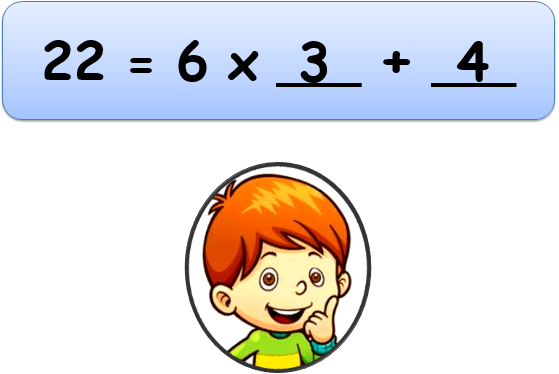 22 = 6 x 3 + 4